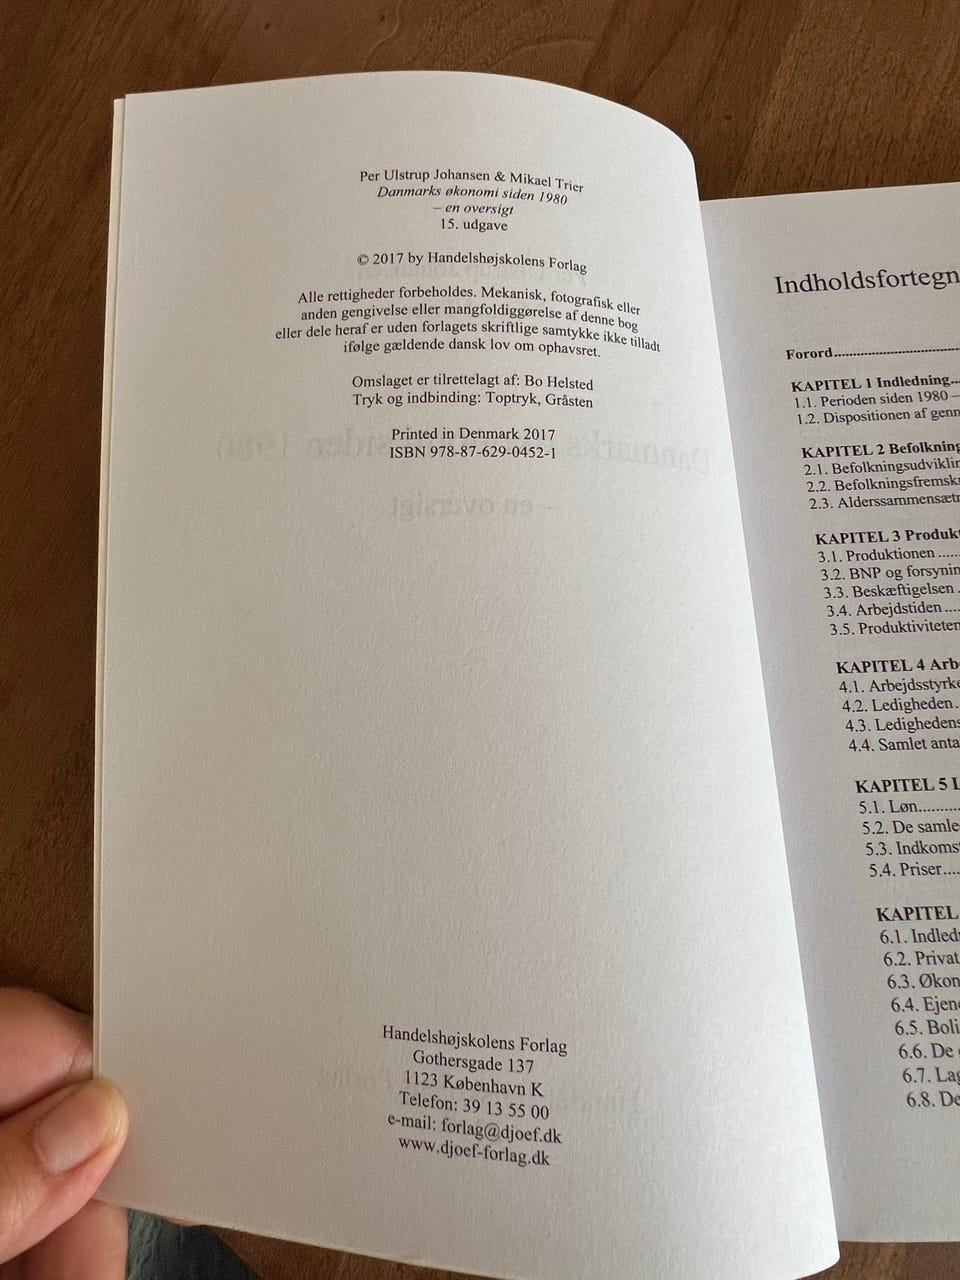 Per Ulstrup Johansen & Mikael Trier
Danmarks økonomi siden 1980
– en oversigt
15. udgave
© 2017 by Handelshøjskolens Forlag
Alle rettigheder forbeholdes. Mekanisk, fotografisk eller
anden gengivelse eller mangfoldiggørelse af denne bog
eller dele heraf er uden forlagets skriftlige samtykke ikke tilladt
ifølge gældende dansk lov om ophavsret.
Omslaget er tilrettelagt af: Bo Helsted
Tryk og indbinding: Toptryk, Gråsten
Printed in Denmark 2017
ISBN 978-87-629-0452-1
Handelshøjskolens Forlag
Gothersgade 137
1123 København K
Telefon: 39 13 55 00
e-mail: forlag@djoef.dk
www.djoef-forlag.dk
Indholdsfortegn
Forord
KAPITEL 1 Indledning
1.1. Perioden siden 1980 –
1.2. Dispositionen af genn
KAPITEL 2 Befolkning
2.1. Befolkningsudviklin
2.2. Befolkningsfremskr
2.3. Alderssammensætn
KAPITEL 3 Produkt
3.1. Produktionen
3.2. BNP og forsynin
3.3. Beskæftigelsen
3.4. Arbejdstiden
3.5. Produktiviteten
KAPITEL 4 Arb
4.1. Arbejdsstyrke
4.2. Ledigheden
4.3. Ledighedens
4.4. Samlet anta
KAPITEL 5 L
5.1. Løn
5.2. De samle
5.3. Indkomst
5.4. Priser
KAPITEL
6.1. Indled
6.2. Privat
6.3. Økon
6.4. Ejen
6.5. Boli
6.6. De
6.7. Lag
6.8. De